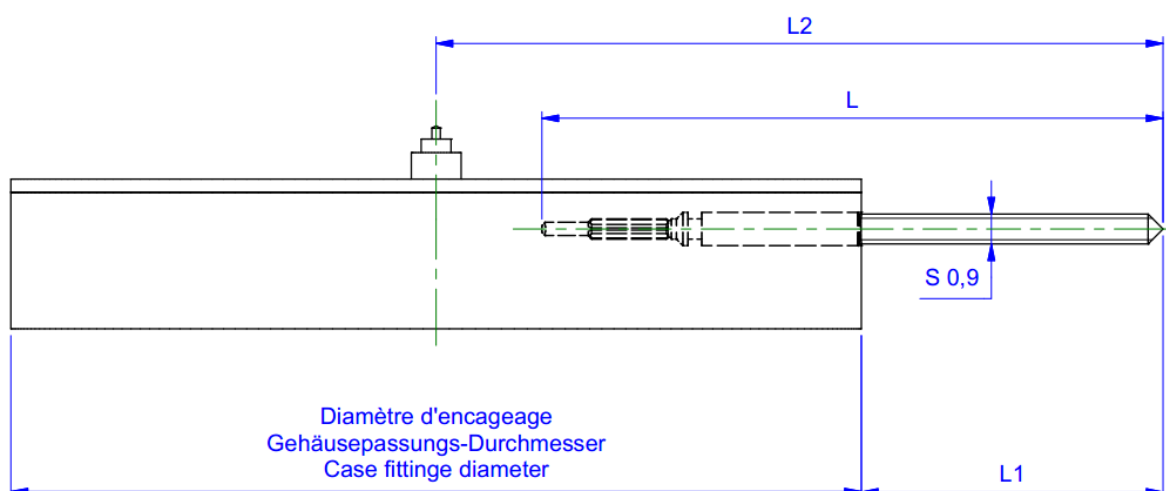 L2
L
S 0,9
Diamètre d'encageage
Gehäusepassungs-Durchmesser
Case fittinge diameter
L1